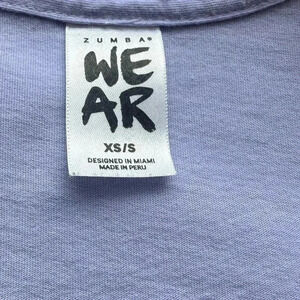 ZUMBA®
WE
AR
XS/S
DESIGNED IN MIAMI
MADE IN PERU